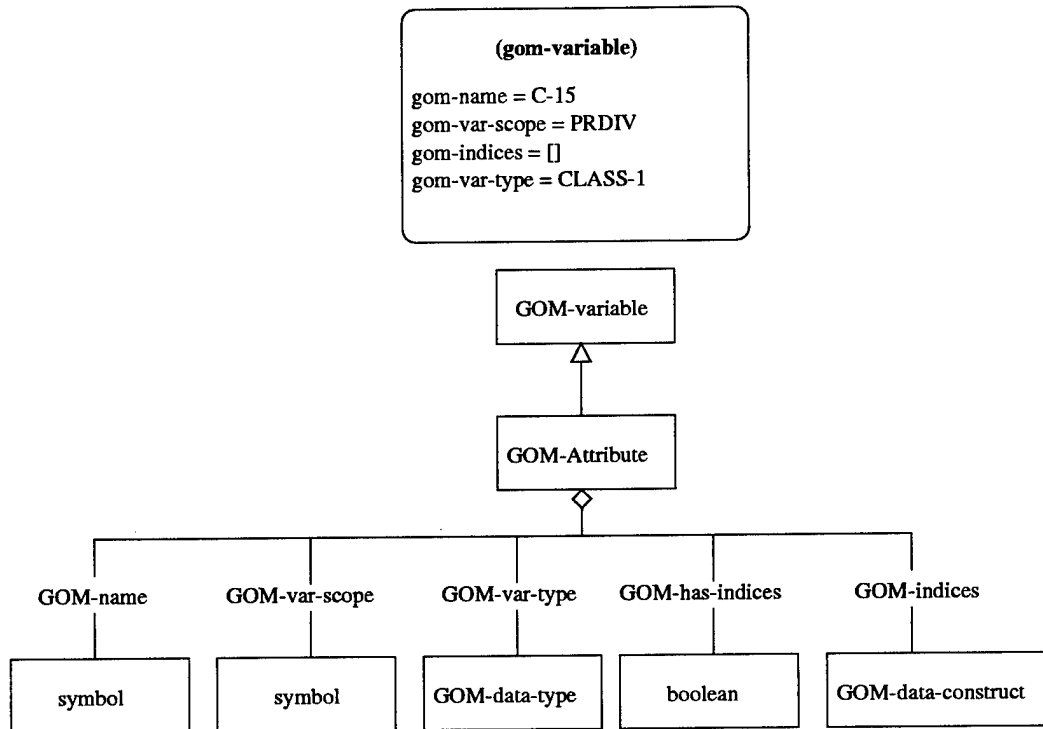 (gom-variable)
gom-name = C-15
gom-var-scope = PRDIV
gom-indices = []
gom-var-type = CLASS-1
GOM-variable
GOM-Attribute
GOM-name GOM-var-scope GOM-var-type GOM-has-indices GOM-indices
symbol symbol GOM-data-type boolean GOM-data-construct